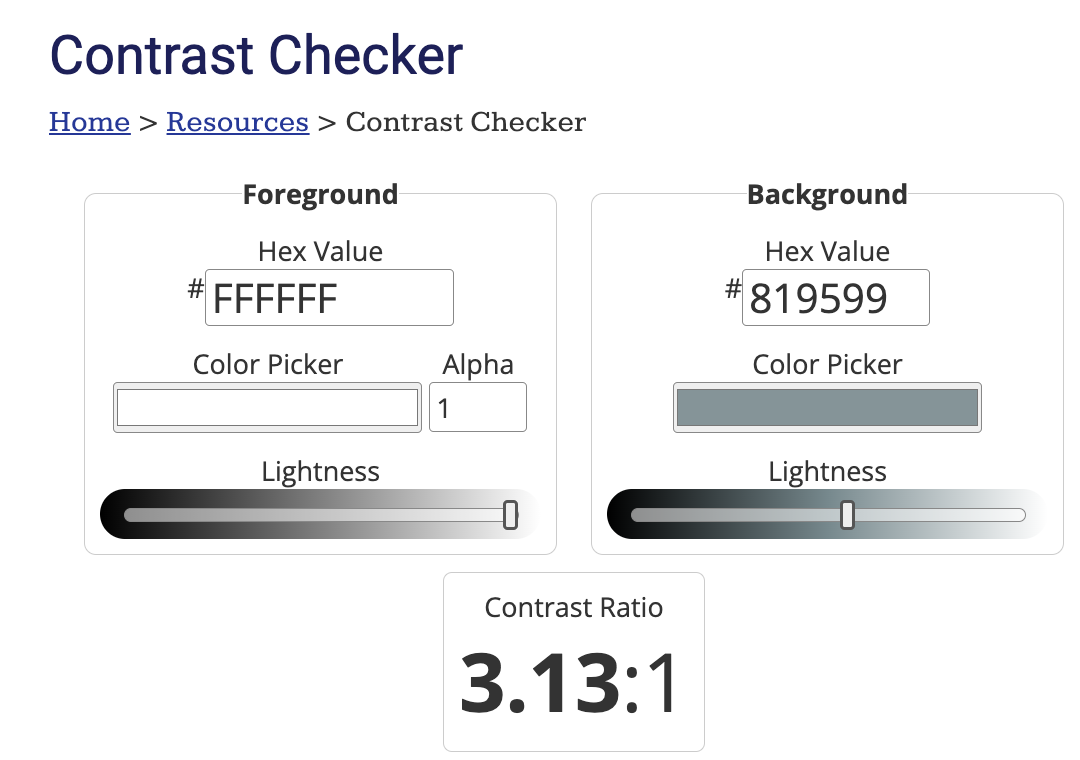 Contrast Checker
Home > Resources > Contrast Checker
Foreground
Hex Value
# FFFFFF
Color Picker
Alpha
1
Lightness
Background
Hex Value
# 819599
Color Picker
Lightness
Contrast Ratio
3.13:1